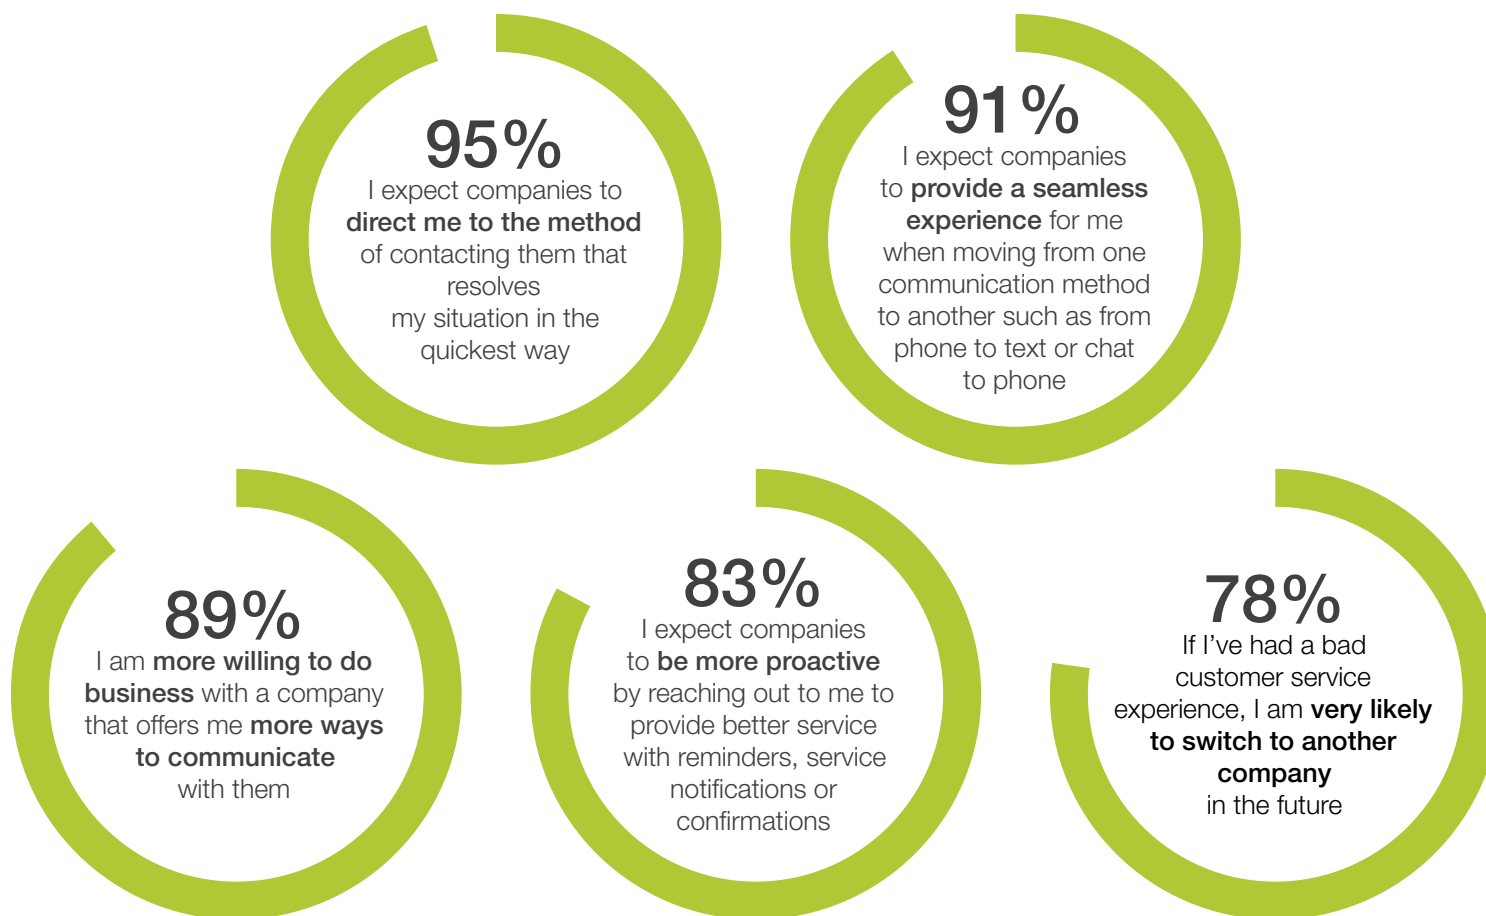 95%
I expect companies to
direct me to the method
of contacting them that
resolves
my situation in the
quickest way
91%
I expect companies
to provide a seamless
experience for me
when moving from one
communication method
to another such as from
phone to text or chat
to phone
89%
I am more willing to do
business with a company
that offers me more ways
to communicate
with them
83%
I expect companies
to be more proactive
by reaching out to me to
provide better service
with reminders, service
notifications or
confirmations
78%
If I’ve had a bad
customer service
experience, I am very likely
to switch to another
company
in the future